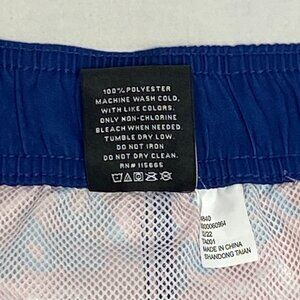 100% POLYESTER
MACHINE WASH COLD,
WITH LIKE COLORS.
ONLY NON-CHLORINE
BLEACH WHEN NEEDED.
TUMBLE DRY LOW.
DO NOT IRON
DO NOT DRY CLEAN.
RN# 115665
MADE IN CHINA
SHANDONG TAIAN